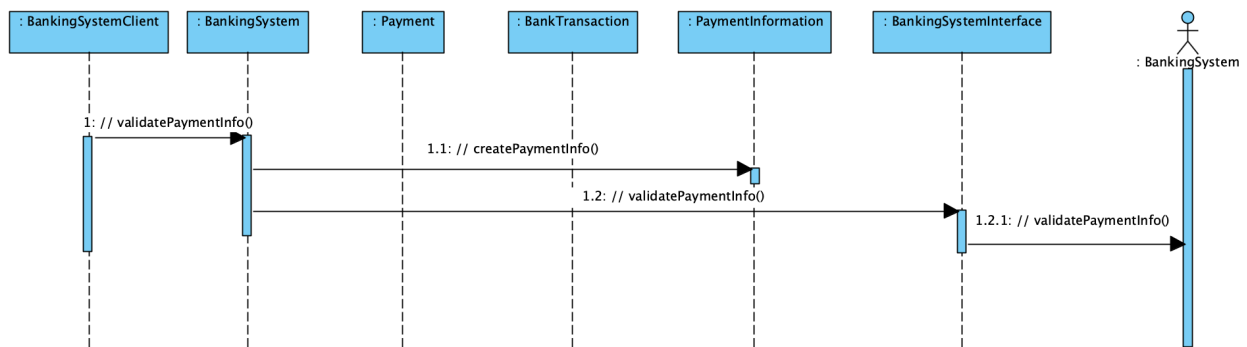 : BankingSystemClient
: BankingSystem
: Payment
: BankTransaction
: PaymentInformation
: BankingSystemInterface
: BankingSystem
1: // validatePaymentInfo()
1.1: // createPaymentInfo()
1.2: // validatePaymentInfo()
1.2.1: // validatePaymentInfo()